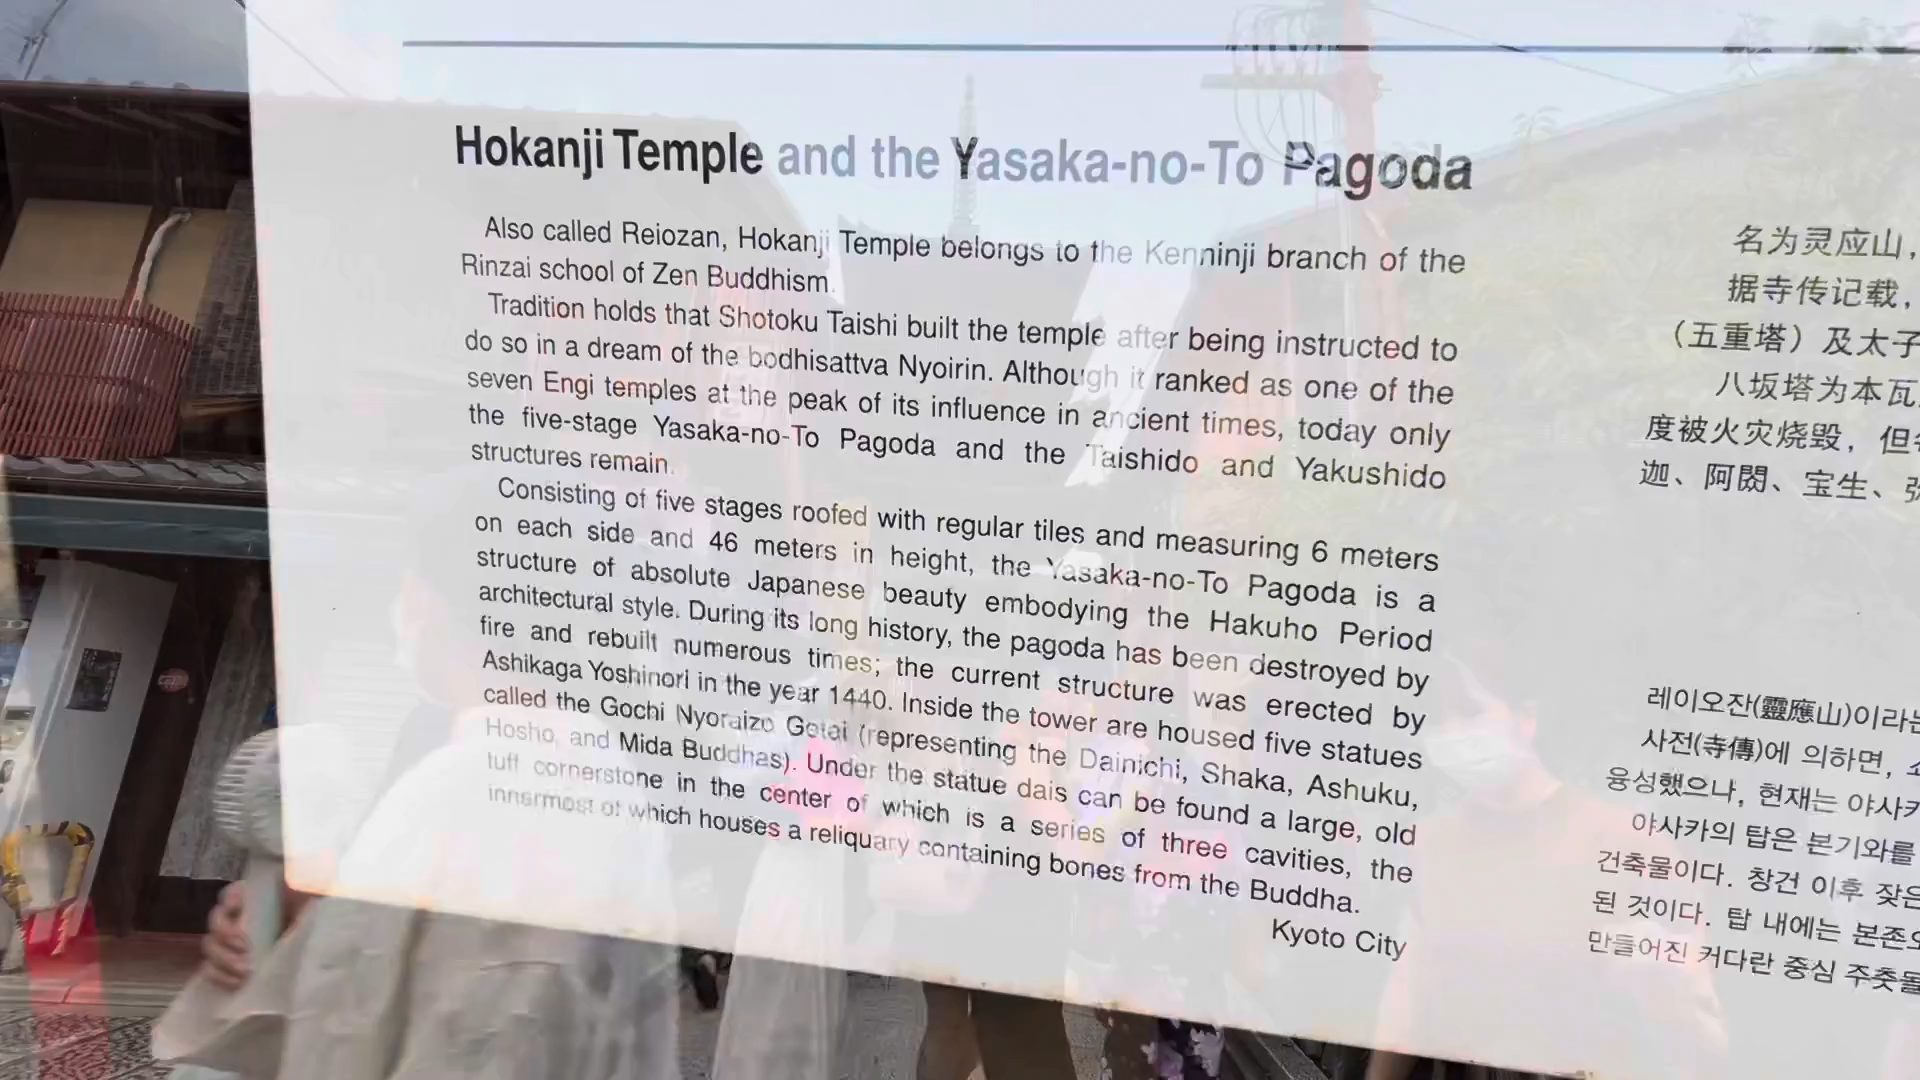 Hokanji Temple and the Yasaka-no-To Pagoda
Also called Reiozan, Hokanji Temple belongs to the Kenninji branch of the
Rinzai school of Zen Buddhism.
Tradition holds that Shotoku Taishi built the temple after being instructed to
do so in a dream of the bodhisattva Nyoirin. Although it ranked as one of the
seven Engi temples at the peak of its influence in ancient times, today only
the five-stage Yasaka-no-To Pagoda and the Taishido and Yakushido
structures remain.
Consisting of five stages roofed with regular tiles and measuring 6 meters
on each side and 46 meters in height, the Yasaka-no-To Pagoda is a
structure of absolute Japanese beauty embodying the Hakuho Period
architectural style. During its long history, the pagoda has been destroyed by
fire and rebuilt numerous times; the current structure was erected by
Ashikaga Yoshinori in the year 1440. Inside the tower are housed five statues
called the Gochi Nyoraizo Gotai (representing the Dainichi, Shaka, Ashuku,
Hosho, and Mida Buddhas). Under the statue dais can be found a large, old
tuff cornerstone in the center of which is a series of three cavities, the
innermost of which houses a reliquary containing bones from the Buddha.
Kyoto City
名为灵应山，
据寺传记载，
（五重塔）及太子
八坂塔为本瓦
度被火灾烧毁，但
迦、阿閦、宝生、弥
레이오잔(靈應山)이라는
사전(寺傳)에 의하면,
융성했으나, 현재는 야사카
야사카의 탑은 본기와를
건축물이다. 창건 이후 잦은
된 것이다. 탑 내에는 본존오
만들어진 커다란 중심 주춧돌